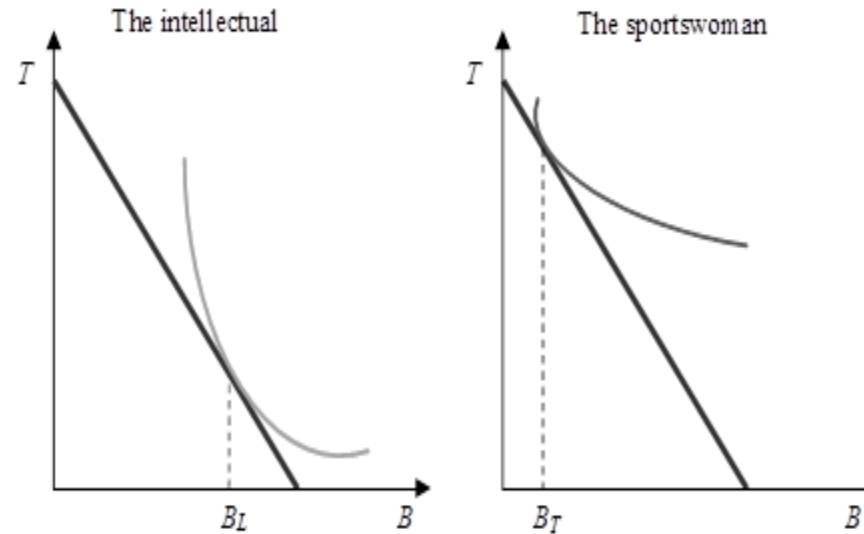 The intellectual
T
B_L
B
The sportswoman
T
B_T
B